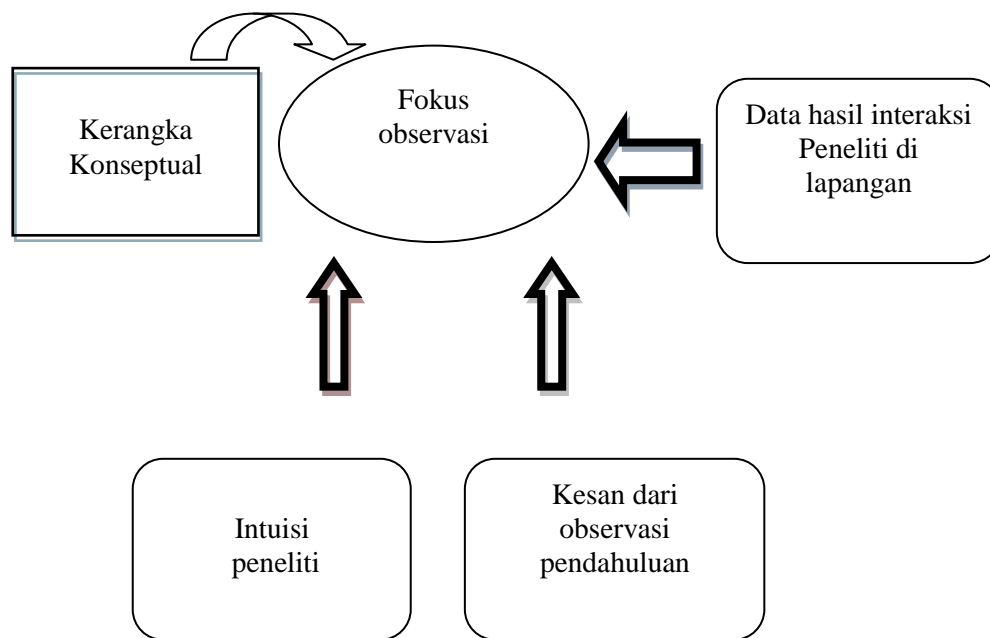 Kerangka
Konseptual
Fokus
observasi
Data hasil interaksi
Peneliti di
lapangan
Intuisi
peneliti
Kesan dari
observasi
pendahuluan